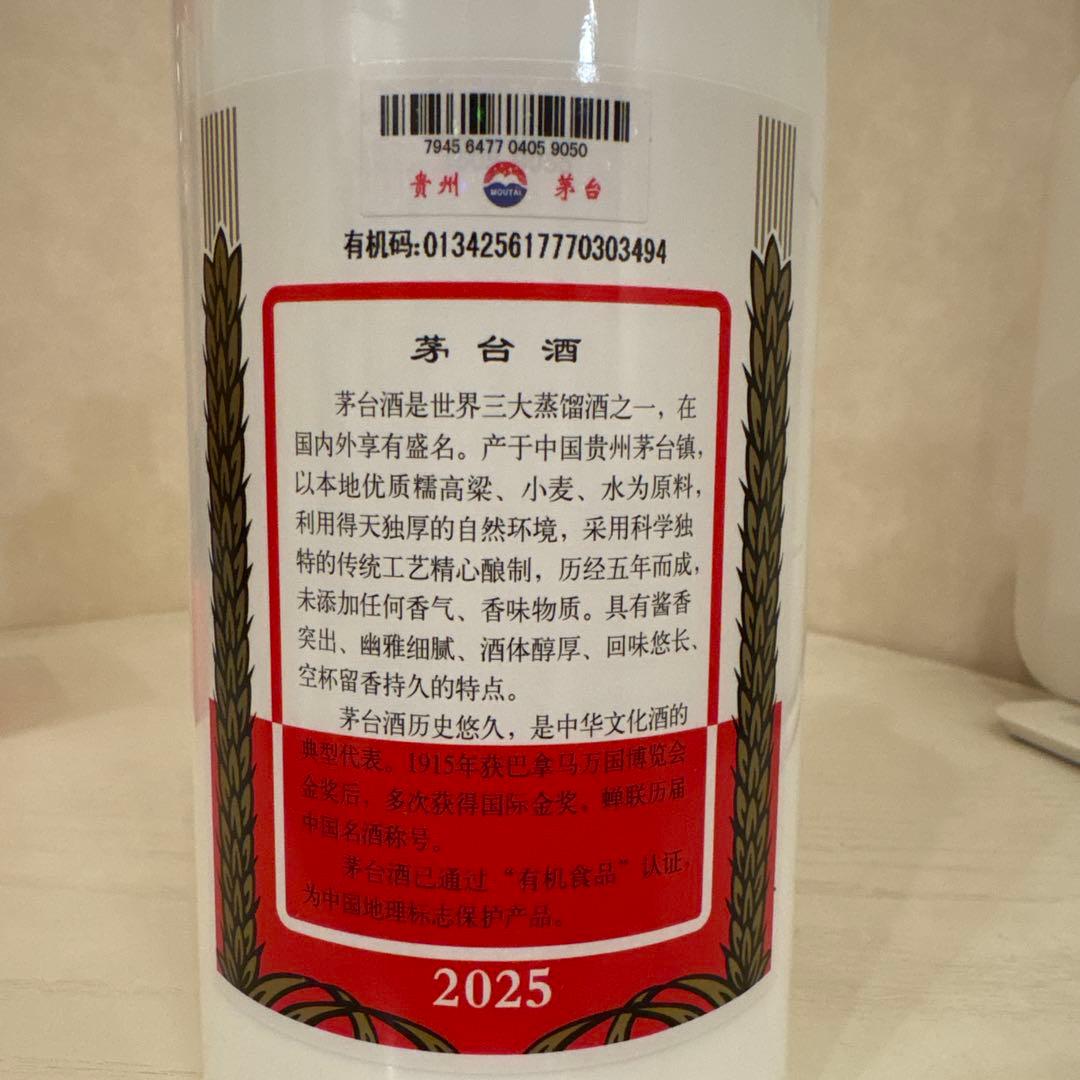 7945 6477 0405 9050
贵州 MOUTAI 茅台
有机码:013425617770303494
茅台酒
茅台酒是世界三大蒸馏酒之一，在
国内外享有盛名。产于中国贵州茅台镇，
以本地优质糯高粱、小麦、水为原料，
利用得天独厚的自然环境，采用科学独
特的传统工艺精心酿制，历经五年而成，
未添加任何香气、香味物质。具有酱香
突出、幽雅细腻、酒体醇厚、回味悠长、
空杯留香持久的特点。
茅台酒历史悠久，是中华文化酒的
典型代表。1915年获巴拿马万国博览会
金奖后，多次获得国际金奖，蝉联历届
中国名酒称号。
茅台酒已通过“有机食品”认证，
为中国地理标志保护产品。
2025